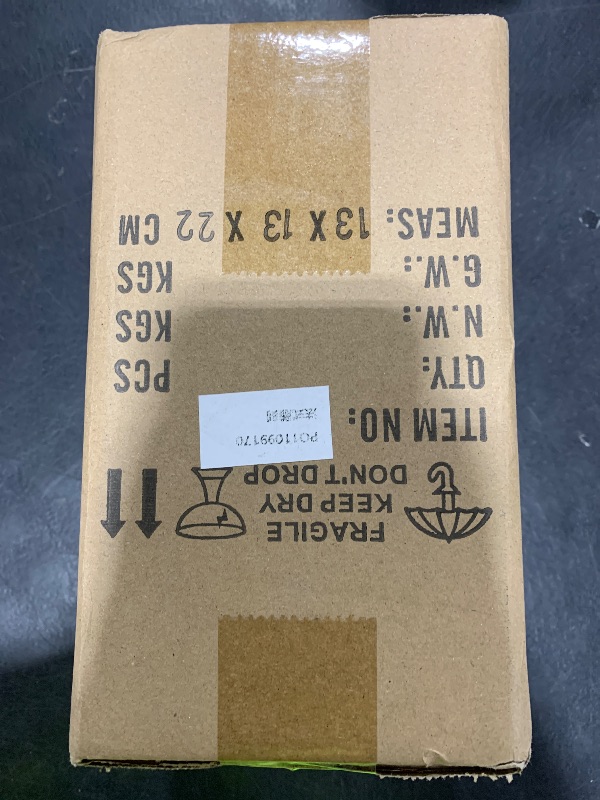 FRAGILE
KEEP DRY
DON'T DROP
PO11099170
ITEM NO:
QTY: PCS
N.W.: KGS
G.W.: KGS
MEAS: 13 X 13 X 22 CM